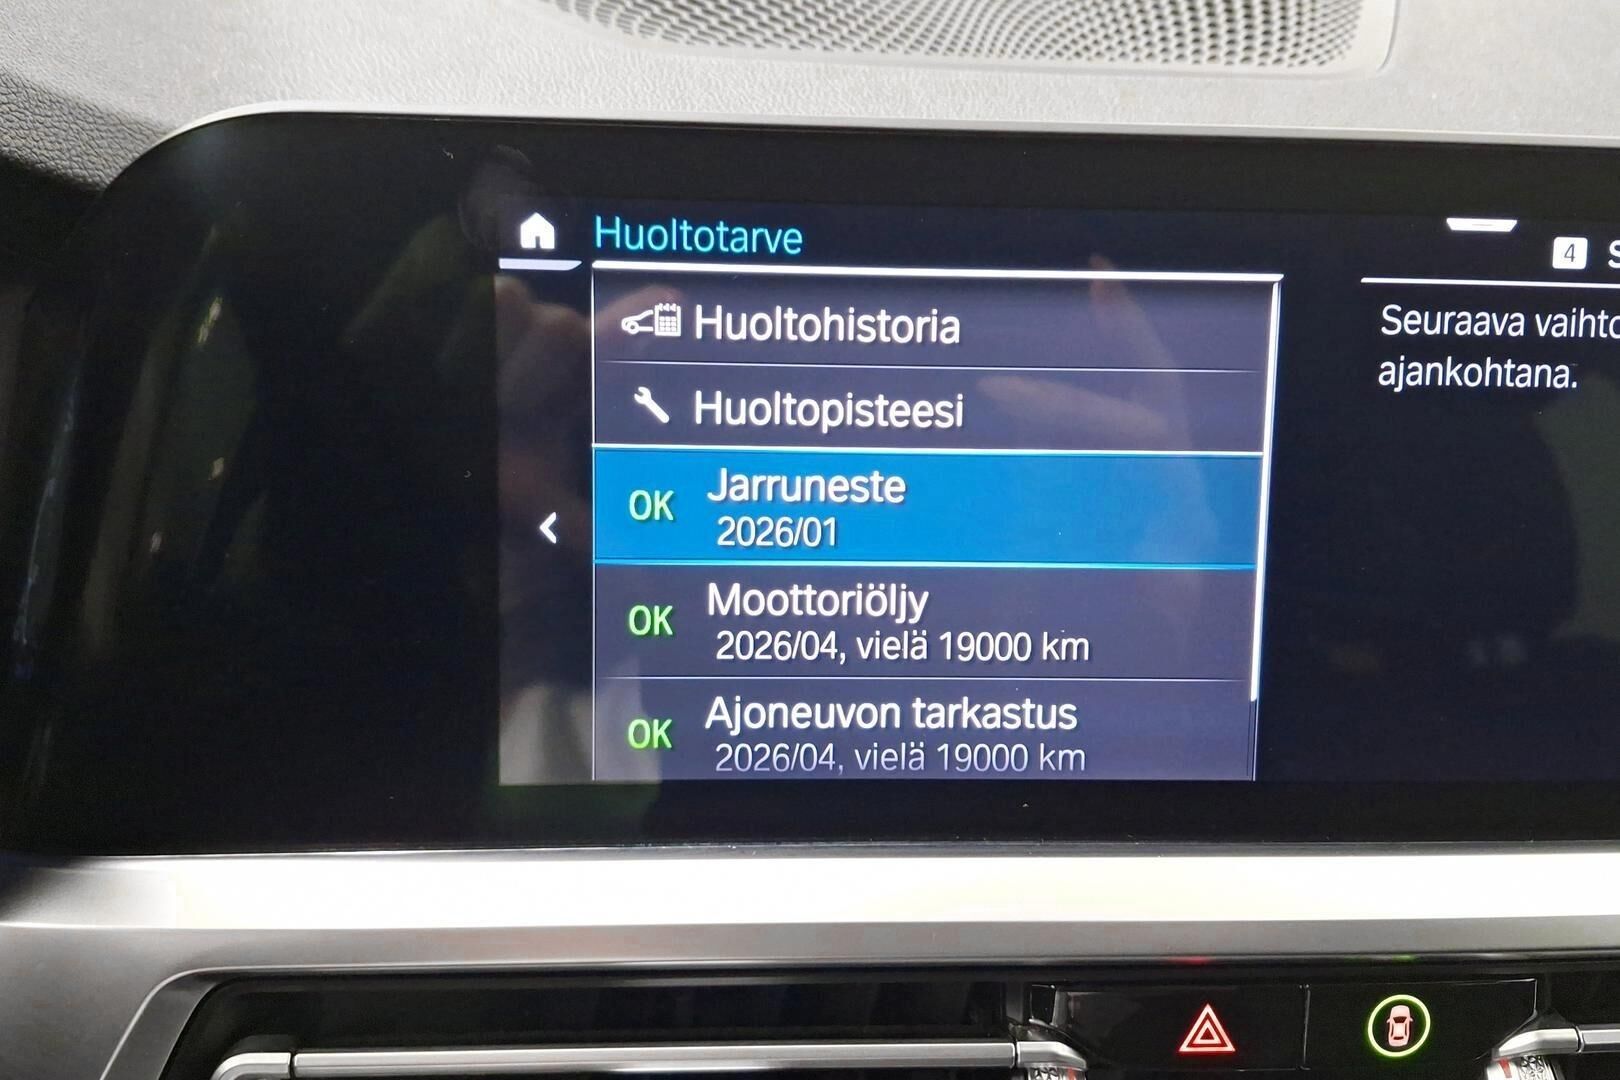 Huoltotarve
4
Huoltohistoria
Huoltopisteesi
OK Jarruneste
2026/01
OK Moottoriöljy
2026/04, vielä 19000 km
OK Ajoneuvon tarkastus
2026/04, vielä 19000 km
Seuraava
ajankohtana.